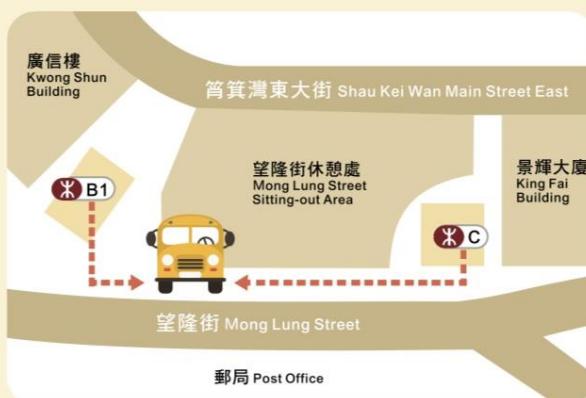 廣信樓
Kwong Shun
Building
筲箕灣東大街 Shau Kei Wan Main Street East
望隆街休憩處
Mong Lung Street
Sitting-out Area
景輝大廈
King Fai
Building
B1
C
望隆街 Mong Lung Street
郵局 Post Office